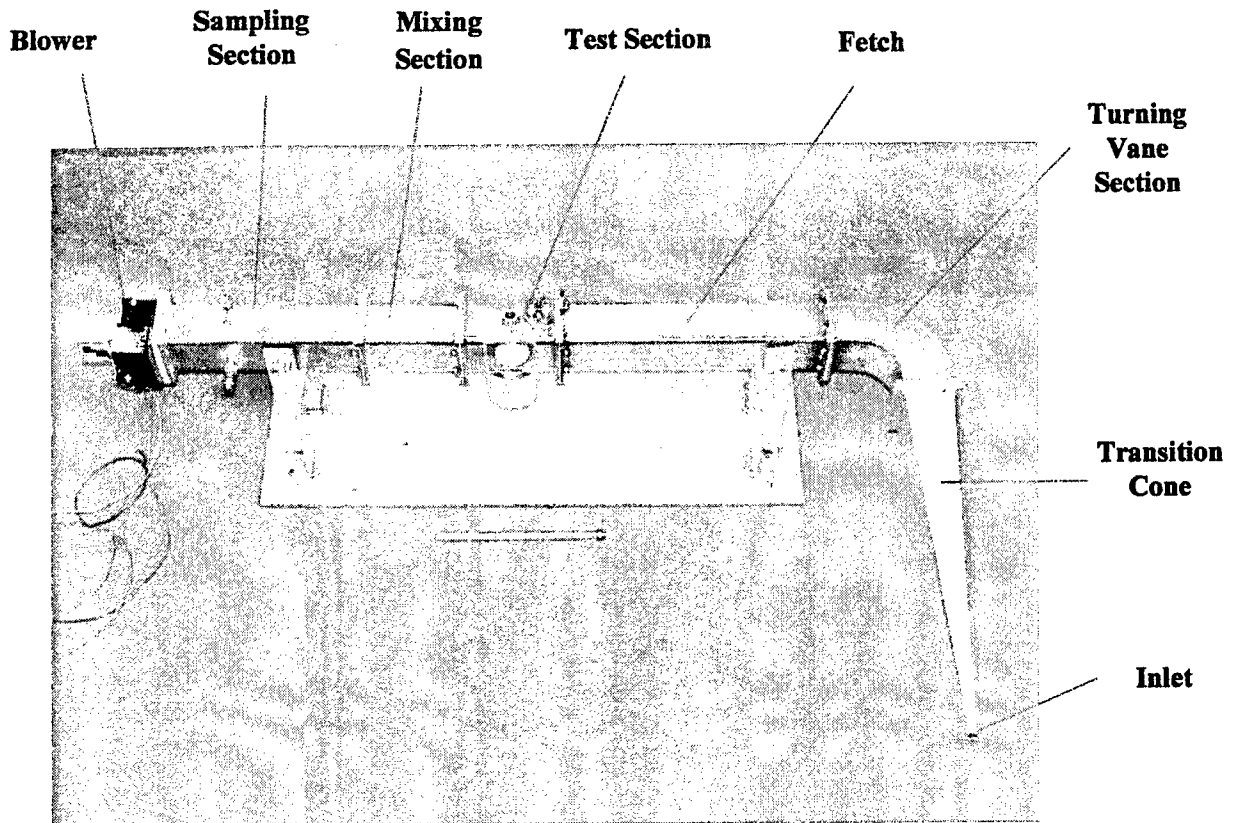 Blower
Sampling
Section
Mixing
Section
Test Section
Fetch
Turning
Vane
Section
Transition
Cone
Inlet